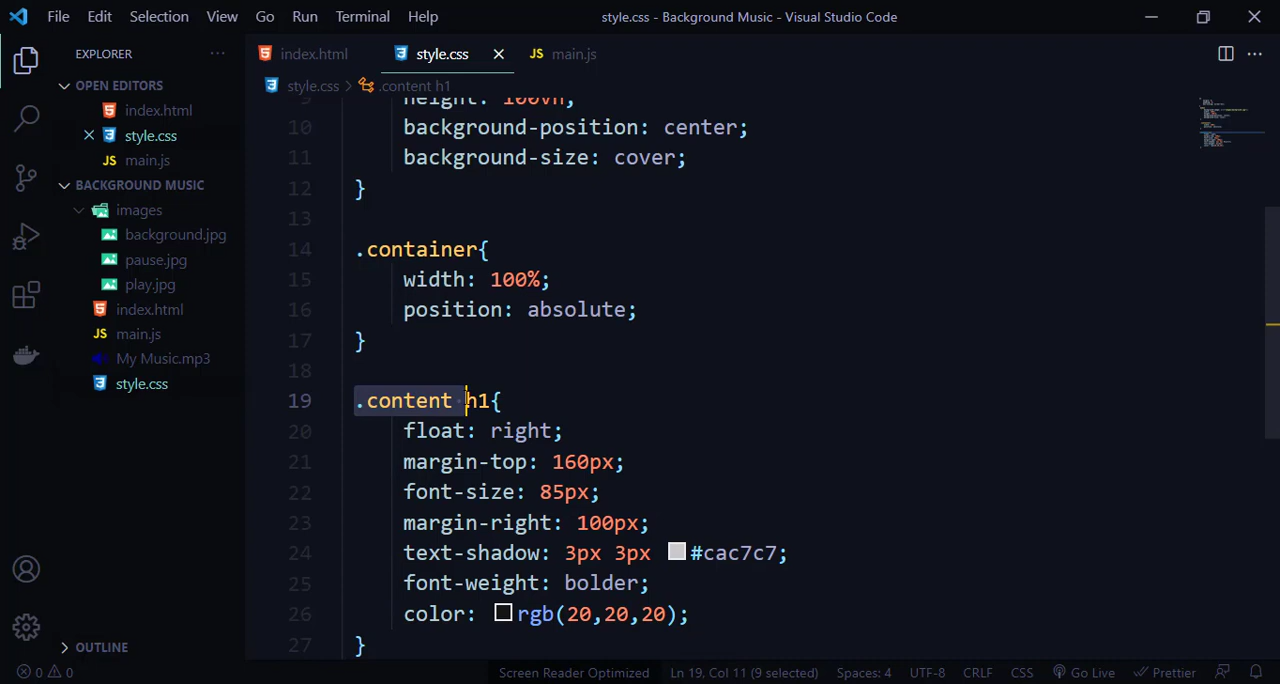 File Edit Selection View Go Run Terminal Help style.css - Background Music - Visual Studio Code
EXPLORER
OPEN EDITORS
index.html
style.css
JS main.js
BACKGROUND MUSIC
images
background.jpg
pause.jpg
play.jpg
index.html
JS main.js
My Music.mp3
style.css
OUTLINE
index.html style.css JS main.js
style.css > .content h1
9 height: 100vh;
10 background-position: center;
11 background-size: cover;
12 }
13
14 .container{
15 width: 100%;
16 position: absolute;
17 }
18
19 .content h1{
20 float: right;
21 margin-top: 160px;
22 font-size: 85px;
23 margin-right: 100px;
24 text-shadow: 3px 3px #cac7c7;
25 font-weight: bolder;
26 color: rgb(20,20,20);
27 }
0 0 Screen Reader Optimized Ln 19, Col 11 (9 selected) Spaces: 4 UTF-8 CRLF CSS Go Live Prettier